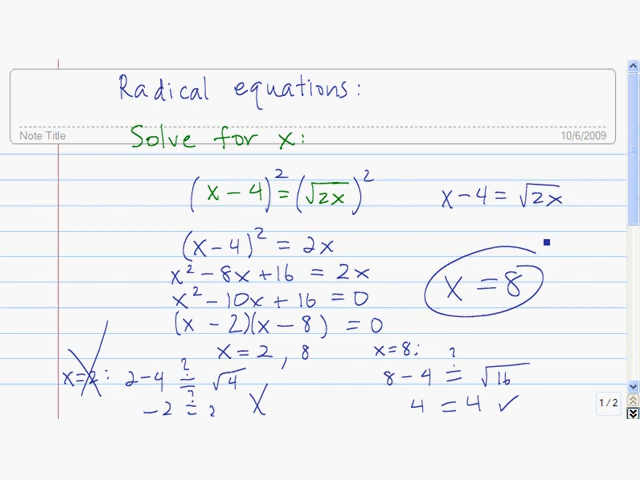 Radical equations:
Note Title
10/6/2009
Solve for x:
(x - 4)² = (√2x)²
x - 4 = √2x
(x - 4)² = 2x
x² - 8x + 16 = 2x
x = 8
x² - 10x + 16 = 0
(x - 2)(x - 8) = 0
x = 2, 8
x=8:
x=2: 2-4 ≟ √4
8 - 4 ≟ √16
-2 ≟ 2 X
4 = 4 ✓
1 / 2